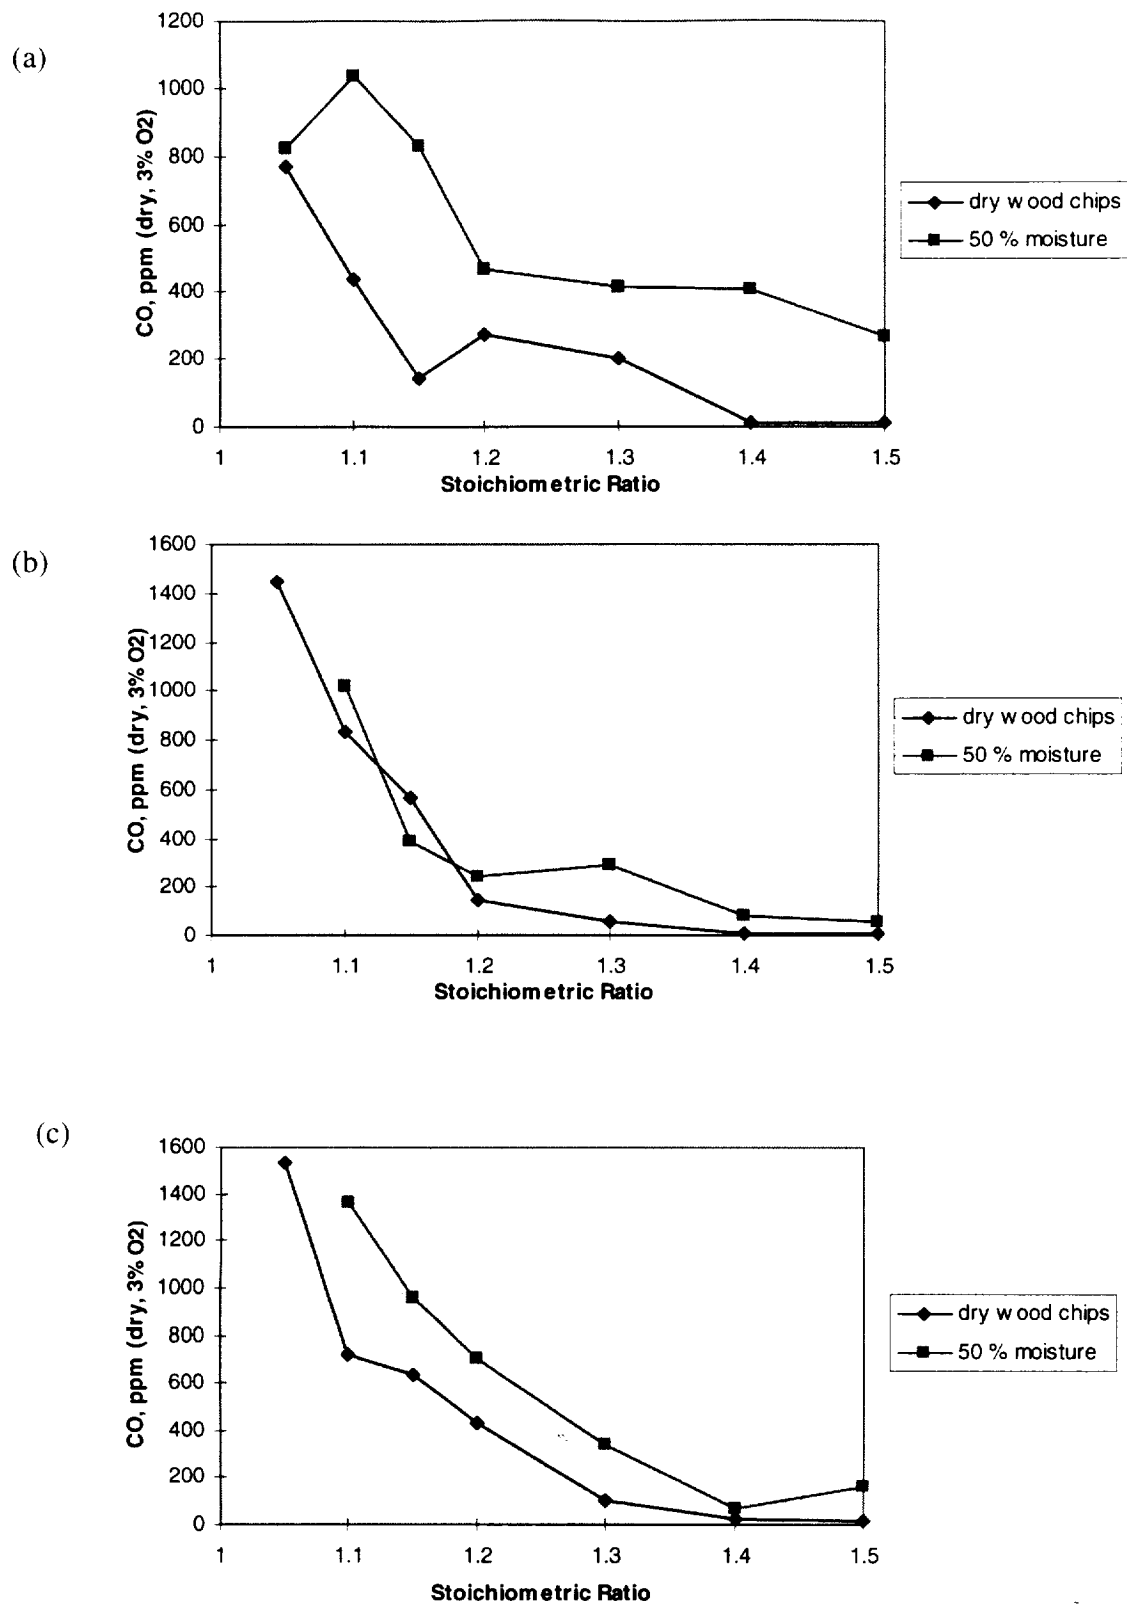 (a)
1200
1000
800
600
400
200
0
CO, ppm (dry, 3% O2)
1
1.1
1.2
1.3
1.4
1.5
Stoichiometric Ratio
dry wood chips
50 % moisture
(b)
1600
1400
1200
1000
800
600
400
200
0
CO, ppm (dry, 3% O2)
1
1.1
1.2
1.3
1.4
1.5
Stoichiometric Ratio
dry wood chips
50 % moisture
(c)
1600
1400
1200
1000
800
600
400
200
0
CO, ppm (dry, 3% O2)
1
1.1
1.2
1.3
1.4
1.5
Stoichiometric Ratio
dry wood chips
50 % moisture